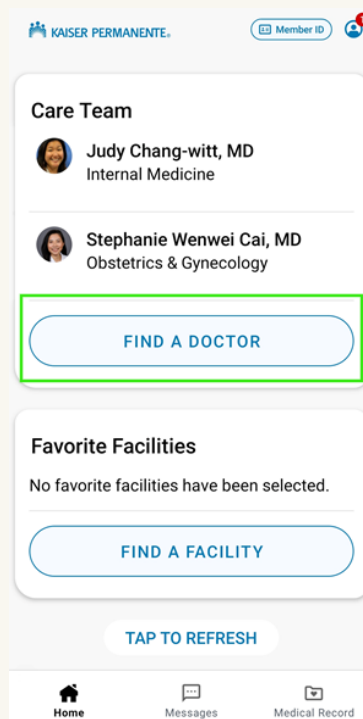 KAISER PERMANENTE®
Member ID
Care Team
Judy Chang-witt, MD
Internal Medicine
Stephanie Wenwei Cai, MD
Obstetrics & Gynecology
FIND A DOCTOR
Favorite Facilities
No favorite facilities have been selected.
FIND A FACILITY
TAP TO REFRESH
Home
Messages
Medical Record